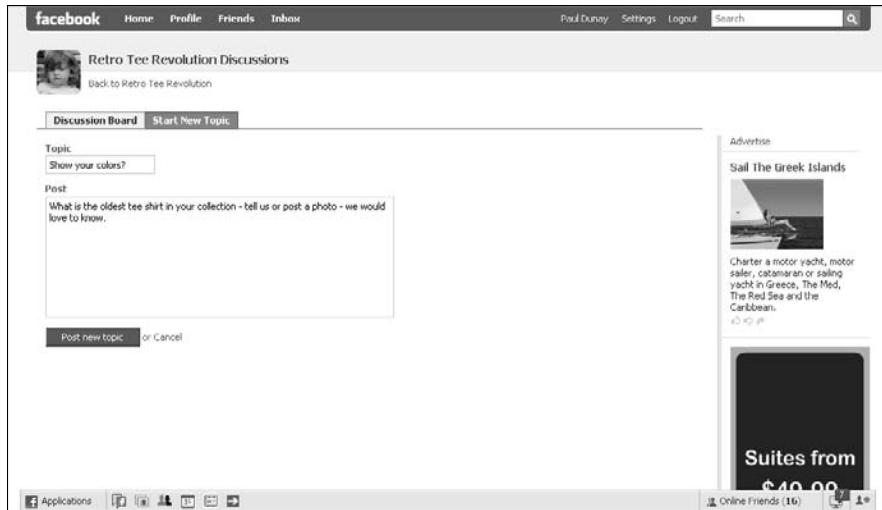 facebook Home Profile Friends Inbox Paul Dunay Settings Logout Search
Retro Tee Revolution Discussions
Back to Retro Tee Revolution
Discussion Board Start New Topic
Topic
Show your colors?
Post
What is the oldest tee shirt in your collection - tell us or post a photo - we would
love to know.
Post new topic or Cancel
Advertise
Sail The Greek Islands
Charter a motor yacht, motor
sailer, catamaran or sailing
yacht in Greece, The Med,
The Red Sea and the
Caribbean.
Suites from
$49.99
Applications 31 Online Friends (16) 7